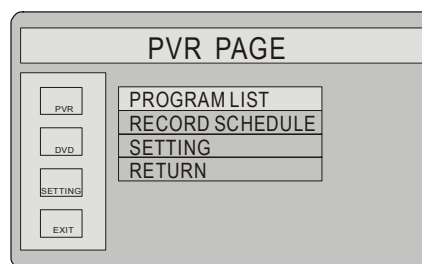 PVR PAGE
PVR
DVD
SETTING
EXIT
PROGRAM LIST
RECORD SCHEDULE
SETTING
RETURN